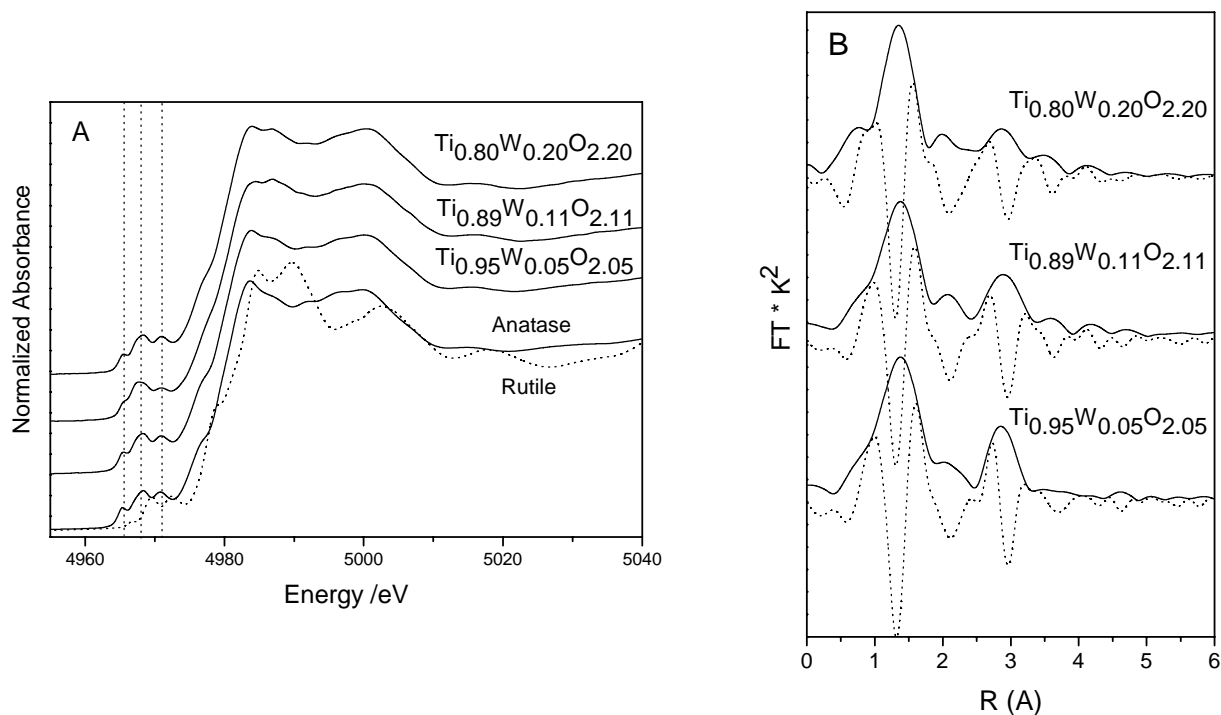 A
Ti0.80W0.20O2.20
Ti0.89W0.11O2.11
Ti0.95W0.05O2.05
Anatase
Rutile
Normalized Absorbance
4960
4980
5000
5020
5040
Energy /eV
B
Ti0.80W0.20O2.20
Ti0.89W0.11O2.11
Ti0.95W0.05O2.05
FT * K2
0
1
2
3
4
5
6
R (A)